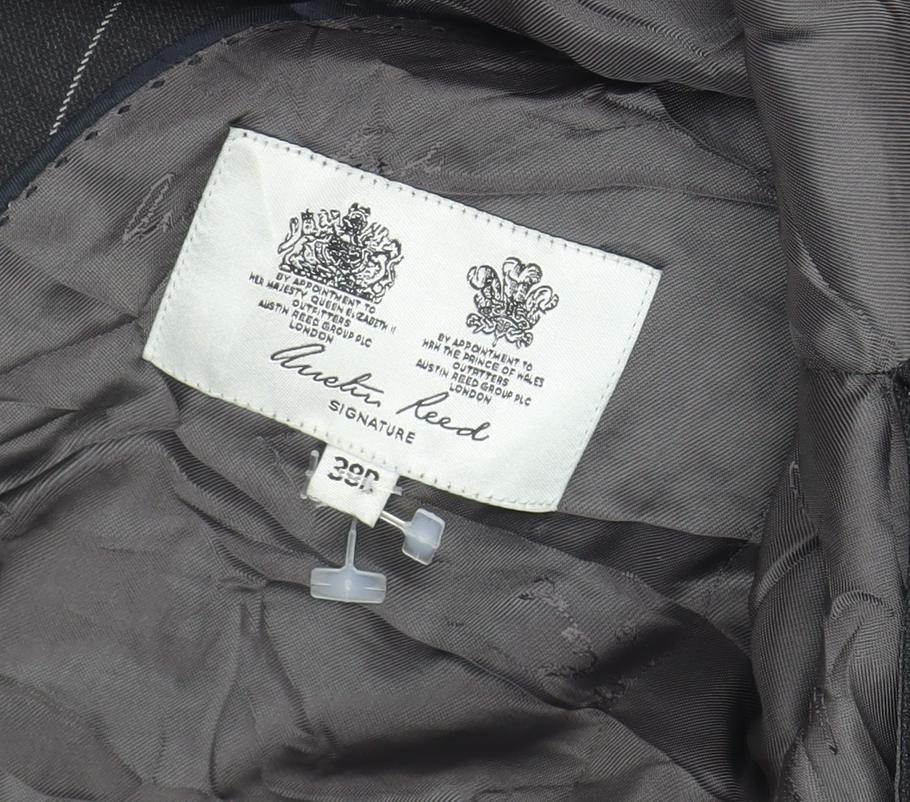 BY APPOINTMENT TO
HER MAJESTY QUEEN ELIZABETH II
OUTFITTERS
AUSTIN REED GROUP PLC
LONDON
BY APPOINTMENT TO
HRH THE PRINCE OF WALES
OUTFITTERS
AUSTIN REED GROUP PLC
LONDON
Austin Reed
SIGNATURE
38R